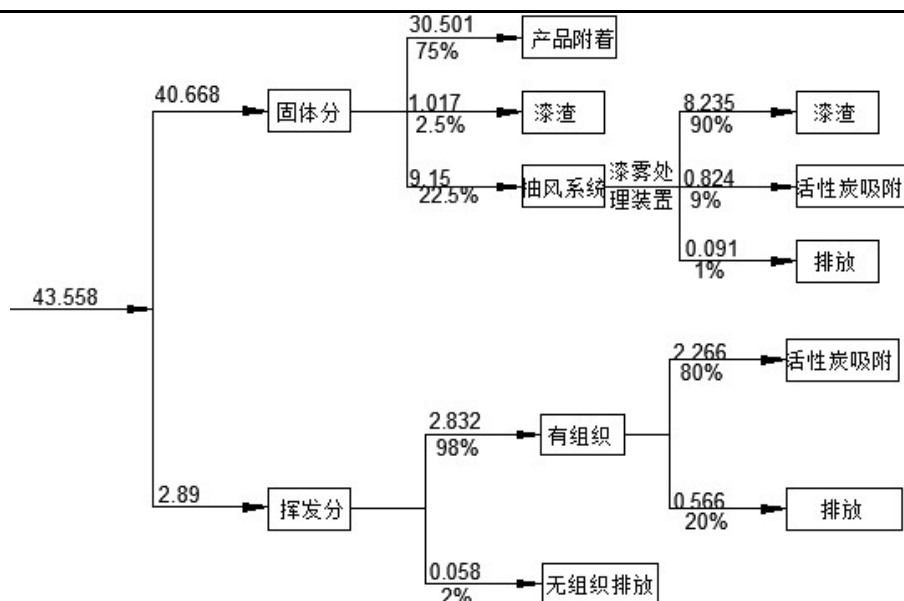 30.501
75%
产品附着
40.668
固体分
1.017
2.5%
漆渣
8.235
90%
漆渣
9.15
22.5%
抽风系统
漆雾处
理装置
0.824
9%
活性炭吸附
0.091
1%
排放
43.558
2.266
80%
活性炭吸附
2.832
98%
有组织
2.89
挥发分
0.566
20%
排放
0.058
2%
无组织排放